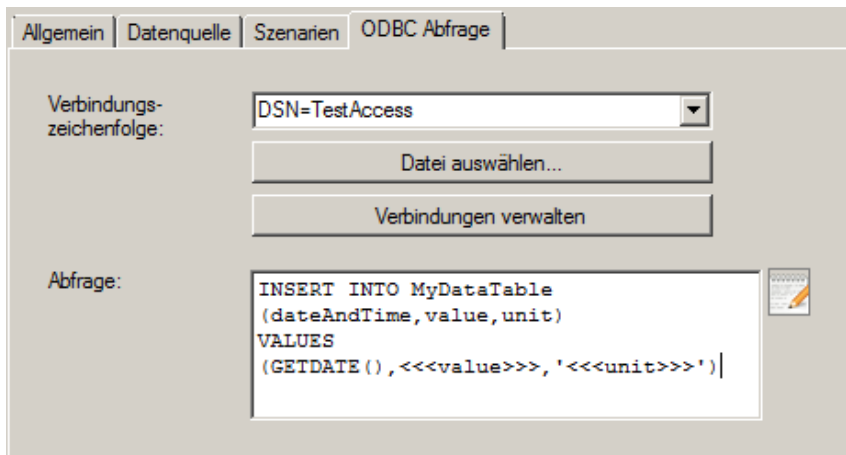 Allgemein Datenquelle Szenarien ODBC Abfrage
Verbindungs-
zeichenfolge:
DSN=TestAccess
Datei auswählen...
Verbindungen verwalten
Abfrage:
INSERT INTO MyDataTable
(dateAndTime,value,unit)
VALUES
(GETDATE(),<<<value>>>,'<<<unit>>>')